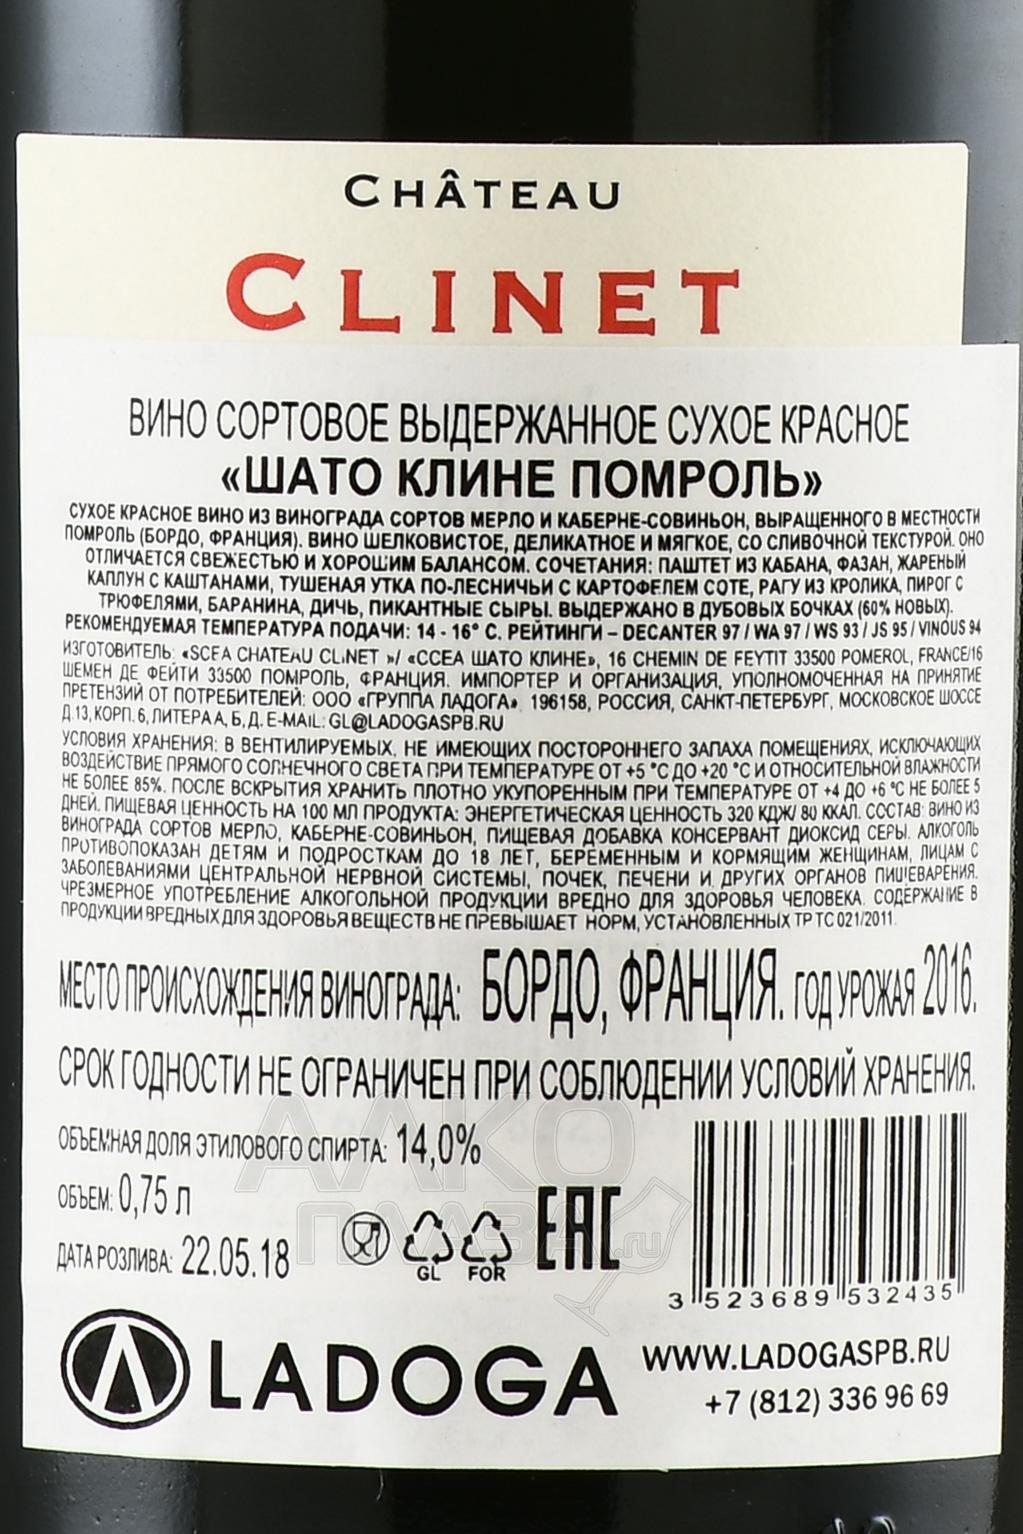 CHÂTEAU
CLINET
ВИНО СОРТОВОЕ ВЫДЕРЖАННОЕ СУХОЕ КРАСНОЕ
«ШАТО КЛИНЕ ПОМРОЛЬ»
СУХОЕ КРАСНОЕ ВИНО ИЗ ВИНОГРАДА СОРТОВ МЕРЛО И КАБЕРНЕ-СОВИНЬОН, ВЫРАЩЕННОГО В МЕСТНОСТИ
ПОМРОЛЬ (БОРДО, ФРАНЦИЯ). ВИНО ШЕЛКОВИСТОЕ, ДЕЛИКАТНОЕ И МЯГКОЕ, СО СЛИВОЧНОЙ ТЕКСТУРОЙ. ОНО
ОТЛИЧАЕТСЯ СВЕЖЕСТЬЮ И ХОРОШИМ БАЛАНСОМ. СОЧЕТАНИЯ: ПАШТЕТ ИЗ КАБАНА, ФАЗАН, ЖАРЕНЫЙ
КАПЛУН С КАШТАНАМИ, ТУШЕНАЯ УТКА ПО-ЛЕСНИЧЬИ С КАРТОФЕЛЕМ СОТЕ, РАГУ ИЗ КРОЛИКА, ПИРОГ С
ТРЮФЕЛЯМИ, БАРАНИНА, ДИЧЬ, ПИКАНТНЫЕ СЫРЫ. ВЫДЕРЖАНО В ДУБОВЫХ БОЧКАХ (60% НОВЫХ).
РЕКОМЕНДУЕМАЯ ТЕМПЕРАТУРА ПОДАЧИ: 14 - 16° С. РЕЙТИНГИ – DECANTER 97 / WA 97 / WS 93 / JS 95 / VINOUS 94
ИЗГОТОВИТЕЛЬ: «SCEA CHATEAU CLINET »/ «ССЕА ШАТО КЛИНЕ», 16 CHEMIN DE FEYTIT 33500 POMEROL, FRANCE/16
ШЕМЕН ДЕ ФЕЙТИ 33500 ПОМРОЛЬ, ФРАНЦИЯ. ИМПОРТЕР И ОРГАНИЗАЦИЯ, УПОЛНОМОЧЕННАЯ НА ПРИНЯТИЕ
ПРЕТЕНЗИЙ ОТ ПОТРЕБИТЕЛЕЙ: ООО «ГРУППА ЛАДОГА». 196158, РОССИЯ, САНКТ-ПЕТЕРБУРГ, МОСКОВСКОЕ ШОССЕ
Д.13, КОРП. 6, ЛИТЕРА А, Б, Д. E-MAIL: GL@LADOGASPB.RU
УСЛОВИЯ ХРАНЕНИЯ: В ВЕНТИЛИРУЕМЫХ, НЕ ИМЕЮЩИХ ПОСТОРОННЕГО ЗАПАХА ПОМЕЩЕНИЯХ, ИСКЛЮЧАЮЩИХ
ВОЗДЕЙСТВИЕ ПРЯМОГО СОЛНЕЧНОГО СВЕТА ПРИ ТЕМПЕРАТУРЕ ОТ +5 °С ДО +20 °С И ОТНОСИТЕЛЬНОЙ ВЛАЖНОСТИ
НЕ БОЛЕЕ 85%. ПОСЛЕ ВСКРЫТИЯ ХРАНИТЬ ПЛОТНО УКУПОРЕННЫМ ПРИ ТЕМПЕРАТУРЕ ОТ +4 ДО +6 °С НЕ БОЛЕЕ 5
ДНЕЙ. ПИЩЕВАЯ ЦЕННОСТЬ НА 100 МЛ ПРОДУКТА: ЭНЕРГЕТИЧЕСКАЯ ЦЕННОСТЬ 320 КДЖ/ 80 ККАЛ. СОСТАВ: ВИНО ИЗ
ВИНОГРАДА СОРТОВ МЕРЛО, КАБЕРНЕ-СОВИНЬОН, ПИЩЕВАЯ ДОБАВКА КОНСЕРВАНТ ДИОКСИД СЕРЫ. АЛКОГОЛЬ
ПРОТИВОПОКАЗАН ДЕТЯМ И ПОДРОСТКАМ ДО 18 ЛЕТ, БЕРЕМЕННЫМ И КОРМЯЩИМ ЖЕНЩИНАМ, ЛИЦАМ С
ЗАБОЛЕВАНИЯМИ ЦЕНТРАЛЬНОЙ НЕРВНОЙ СИСТЕМЫ, ПОЧЕК, ПЕЧЕНИ И ДРУГИХ ОРГАНОВ ПИЩЕВАРЕНИЯ.
ЧРЕЗМЕРНОЕ УПОТРЕБЛЕНИЕ АЛКОГОЛЬНОЙ ПРОДУКЦИИ ВРЕДНО ДЛЯ ЗДОРОВЬЯ ЧЕЛОВЕКА. СОДЕРЖАНИЕ В
ПРОДУКЦИИ ВРЕДНЫХ ДЛЯ ЗДОРОВЬЯ ВЕЩЕСТВ НЕ ПРЕВЫШАЕТ НОРМ, УСТАНОВЛЕННЫХ ТР ТС 021/2011.
МЕСТО ПРОИСХОЖДЕНИЯ ВИНОГРАДА: БОРДО, ФРАНЦИЯ. ГОД УРОЖАЯ 2016.
СРОК ГОДНОСТИ НЕ ОГРАНИЧЕН ПРИ СОБЛЮДЕНИИ УСЛОВИЙ ХРАНЕНИЯ.
ОБЪЕМНАЯ ДОЛЯ ЭТИЛОВОГО СПИРТА: 14,0%
ОБЪЕМ: 0,75 Л
ДАТА РОЗЛИВА: 22.05.18
GL FOR
EAC
АЛКО
ПЛАЗА.ru
3 523689 532435
LADOGA
WWW.LADOGASPB.RU
+7 (812) 336 96 69